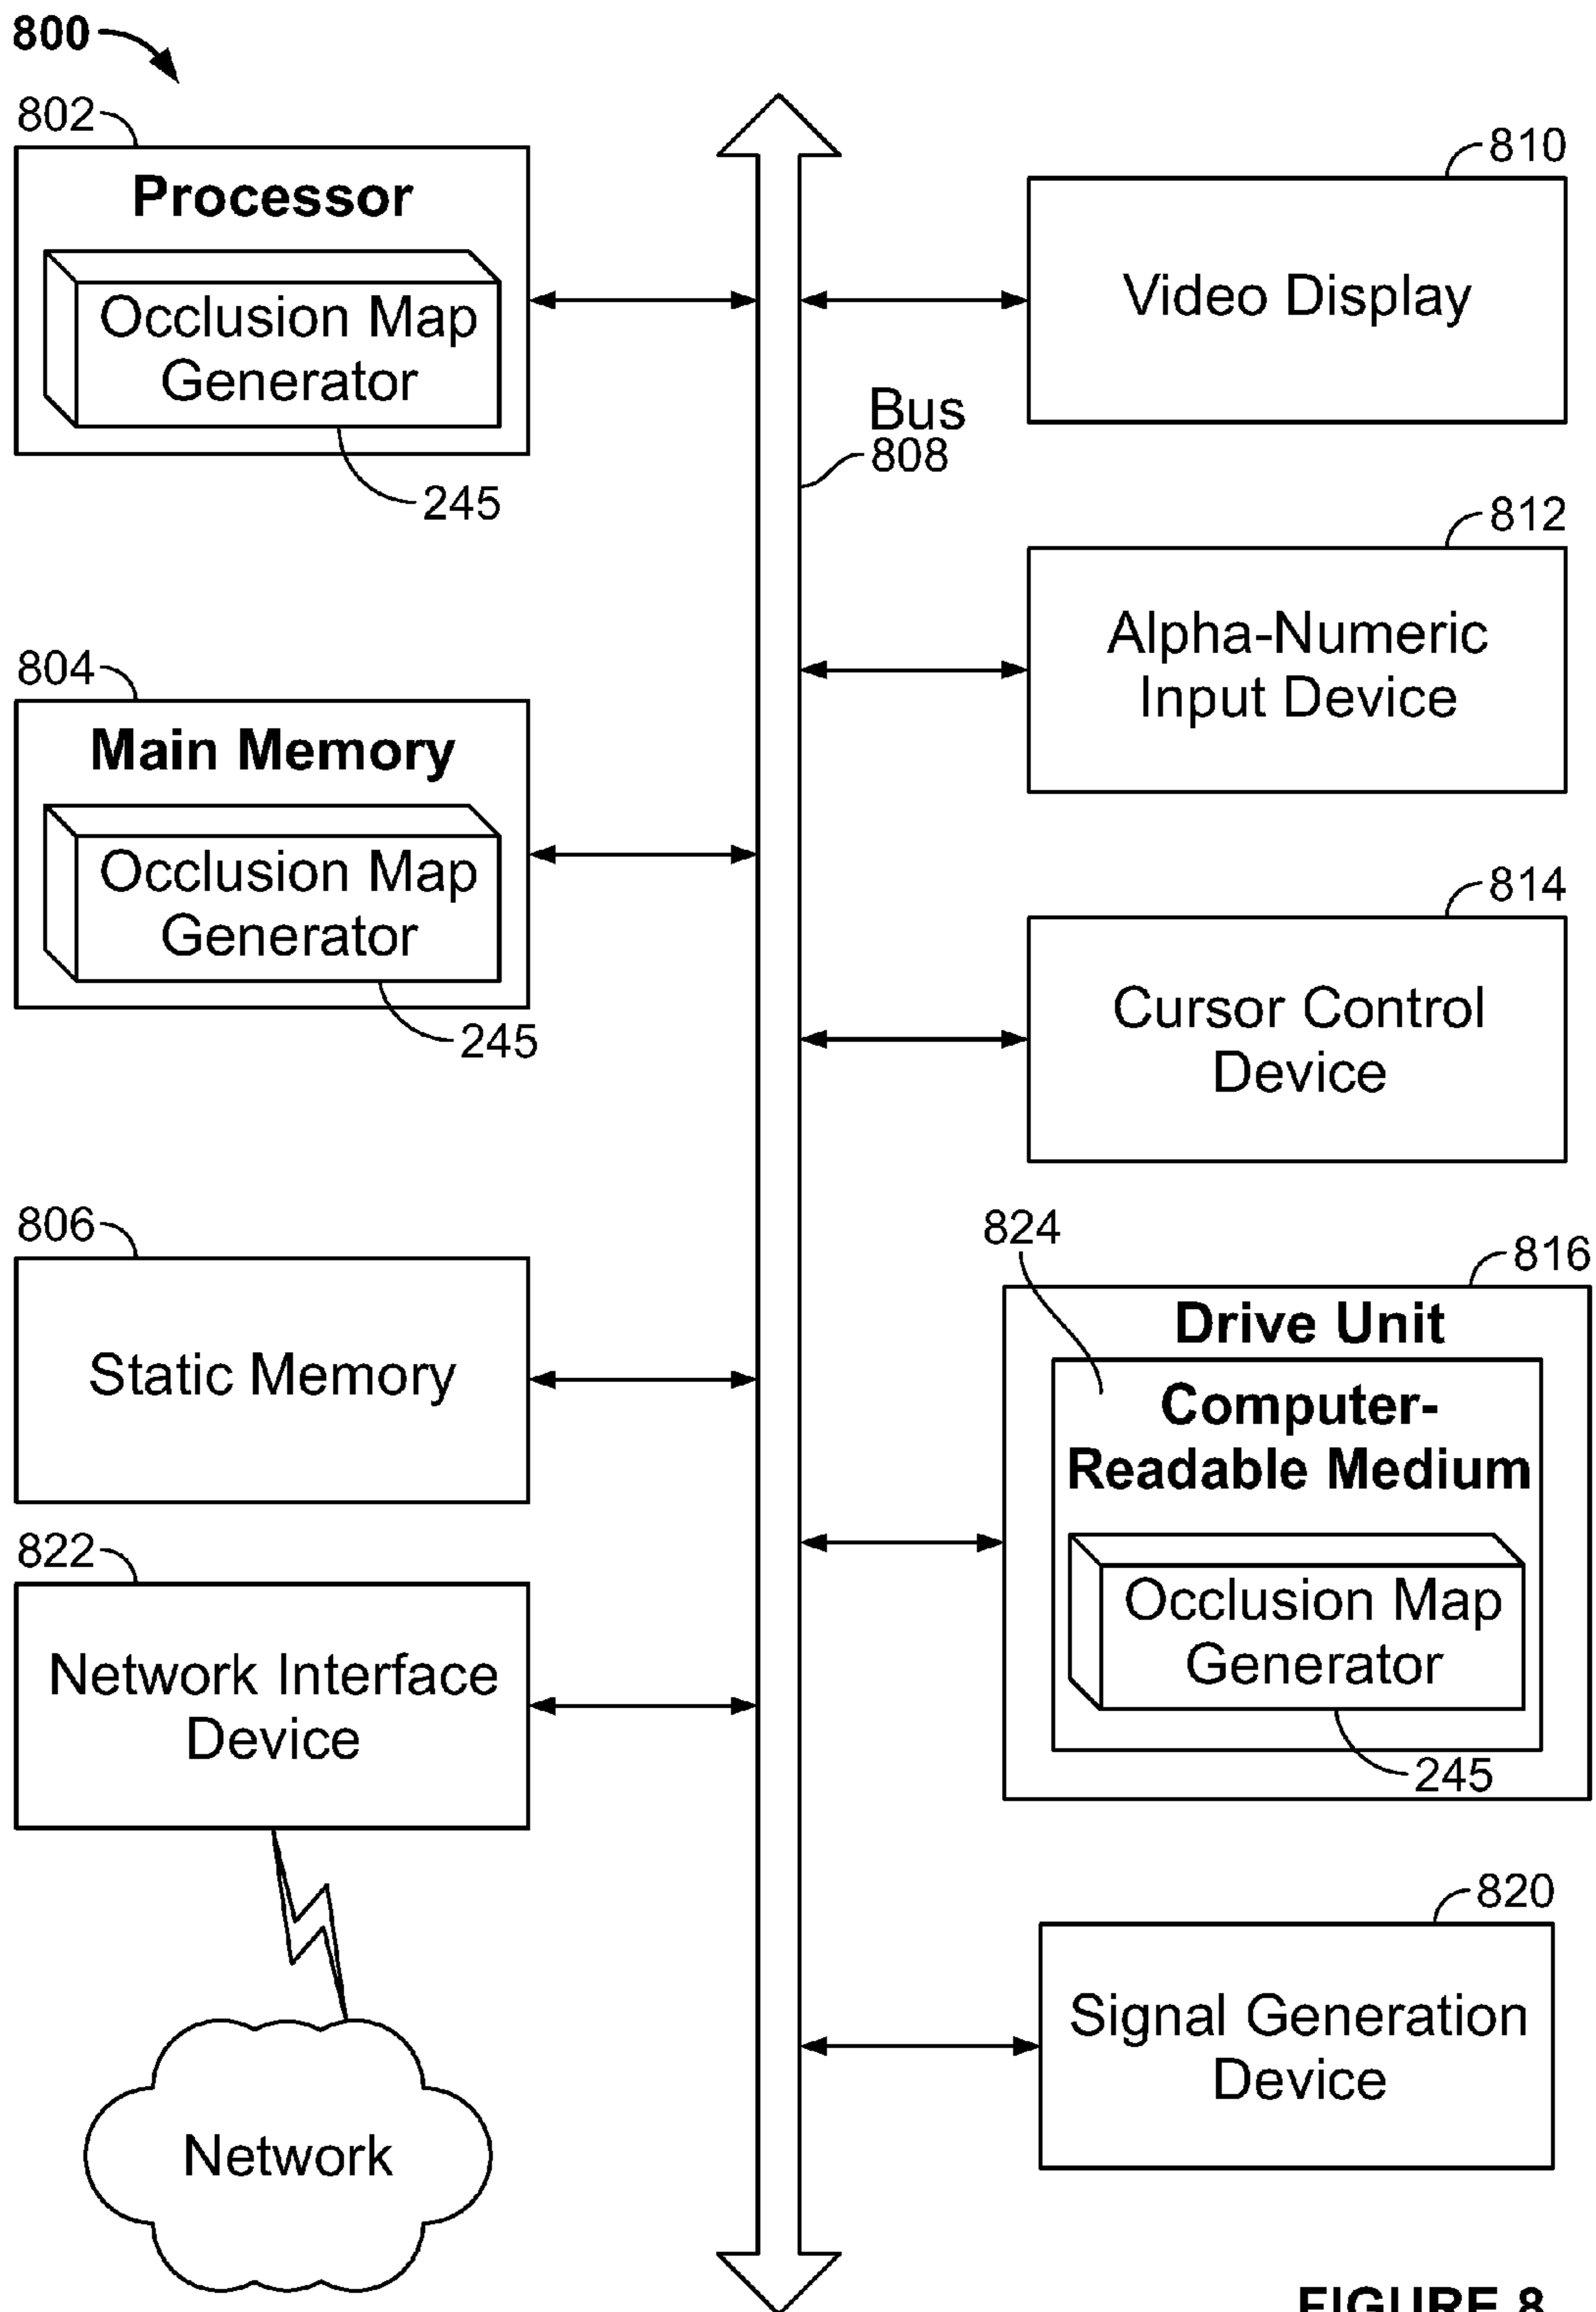 800
802
Processor
Occlusion Map
Generator
245
804
Main Memory
Occlusion Map
Generator
245
806
Static Memory
822
Network Interface
Device
Network
Bus
808
810
Video Display
812
Alpha-Numeric
Input Device
814
Cursor Control
Device
824
816
Drive Unit
Computer-
Readable Medium
Occlusion Map
Generator
245
820
Signal Generation
Device
FIGURE 8